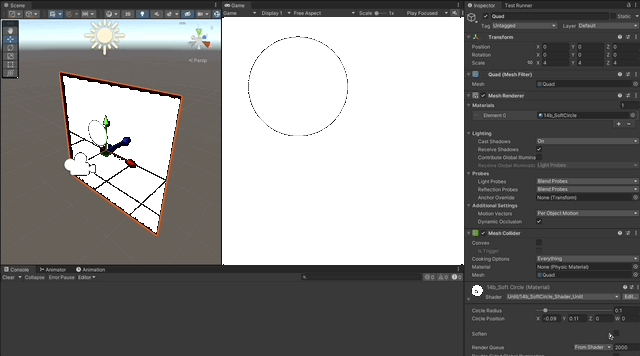 Scene
Persp
Game
Game
Display 1
Free Aspect
Scale
1x
Play Focused
Console
Animator
Animation
Clear
Collapse
Error Pause
Editor
Inspector
Test Runner
Quad
Static
Tag Untagged
Layer Default
Transform
Position X 0 Y 0 Z 0
Rotation X 0 Y 0 Z 0
Scale X 4 Y 4 Z 4
Quad (Mesh Filter)
Mesh Quad
Mesh Renderer
Materials 1
Element 0 14b_SoftCircle
Lighting
Cast Shadows On
Receive Shadows
Contribute Global Illumina
Receive Global Illumina Light Probes
Probes
Light Probes Blend Probes
Reflection Probes Blend Probes
Anchor Override None (Transform)
Additional Settings
Motion Vectors Per Object Motion
Dynamic Occlusion
Mesh Collider
Convex
Is Trigger
Cooking Options Everything
Material None (Physic Material)
Mesh Quad
14b_Soft Circle (Material)
Shader Unlit/14b_SoftCircle_Shader_Unlit Edit...
Circle Radius 0.1
Circle Position X -0.09 Y 0.11 Z 0 W 0
Soften
Render Queue From Shader 2000